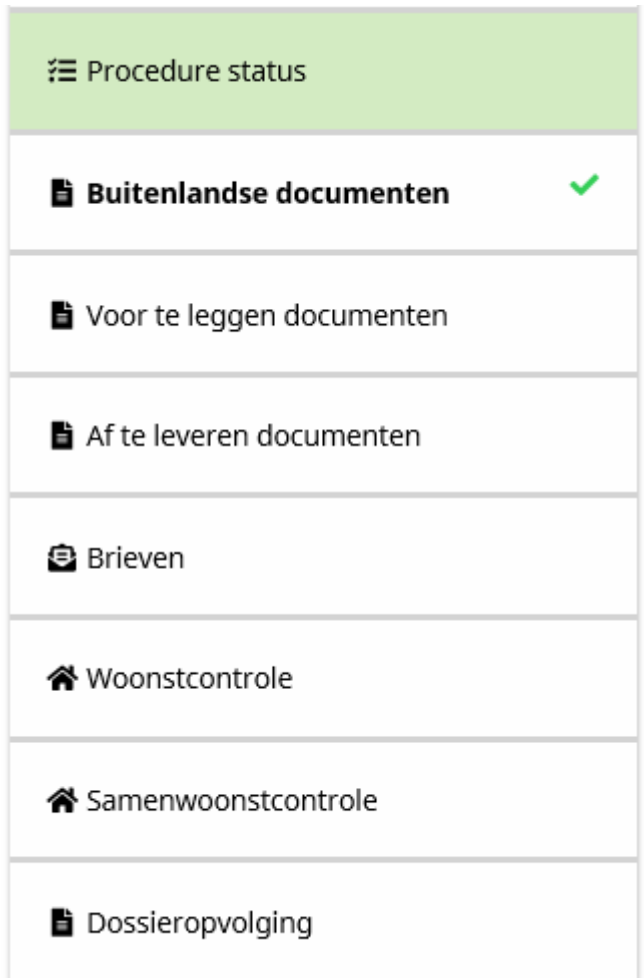 Procedure status
Buitenlandse documenten
Voor te leggen documenten
Af te leveren documenten
Brieven
Woonstcontrole
Samenwoonstcontrole
Dossieropvolging